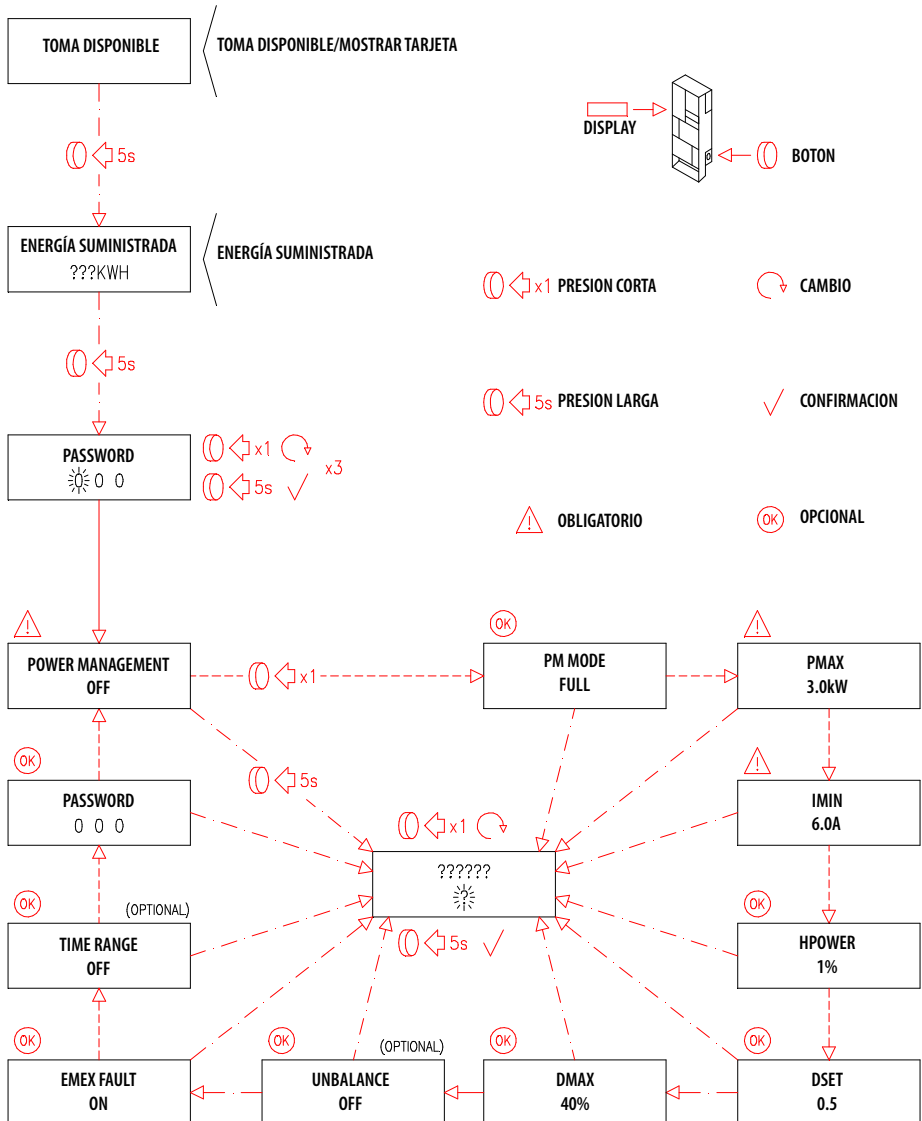 TOMA DISPONIBLE
TOMA DISPONIBLE/MOSTRAR TARJETA
DISPLAY
BOTON
5s
ENERGÍA SUMINISTRADA
???KWH
ENERGÍA SUMINISTRADA
x1 PRESION CORTA
CAMBIO
5s
5s PRESION LARGA
CONFIRMACION
PASSWORD
0 0 0
x1
5s
x3
OBLIGATORIO
OK OPCIONAL
POWER MANAGEMENT
OFF
x1
OK
PM MODE
FULL
PMAX
3.0kW
5s
OK
PASSWORD
0 0 0
IMIN
6.0A
x1
??????
?
5s
OK
(OPTIONAL)
TIME RANGE
OFF
OK
HPOWER
1%
OK
EMEX FAULT
ON
OK
(OPTIONAL)
UNBALANCE
OFF
OK
DMAX
40%
OK
DSET
0.5